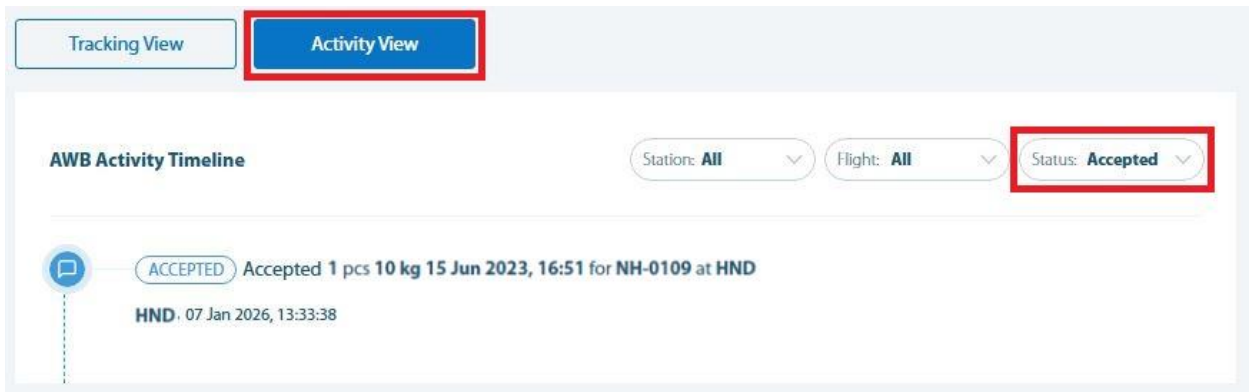 Tracking View
Activity View
AWB Activity Timeline
Station: All
Flight: All
Status: Accepted
ACCEPTED Accepted 1 pcs 10 kg 15 Jun 2023, 16:51 for NH-0109 at HND
HND. 07 Jan 2026, 13:33:38